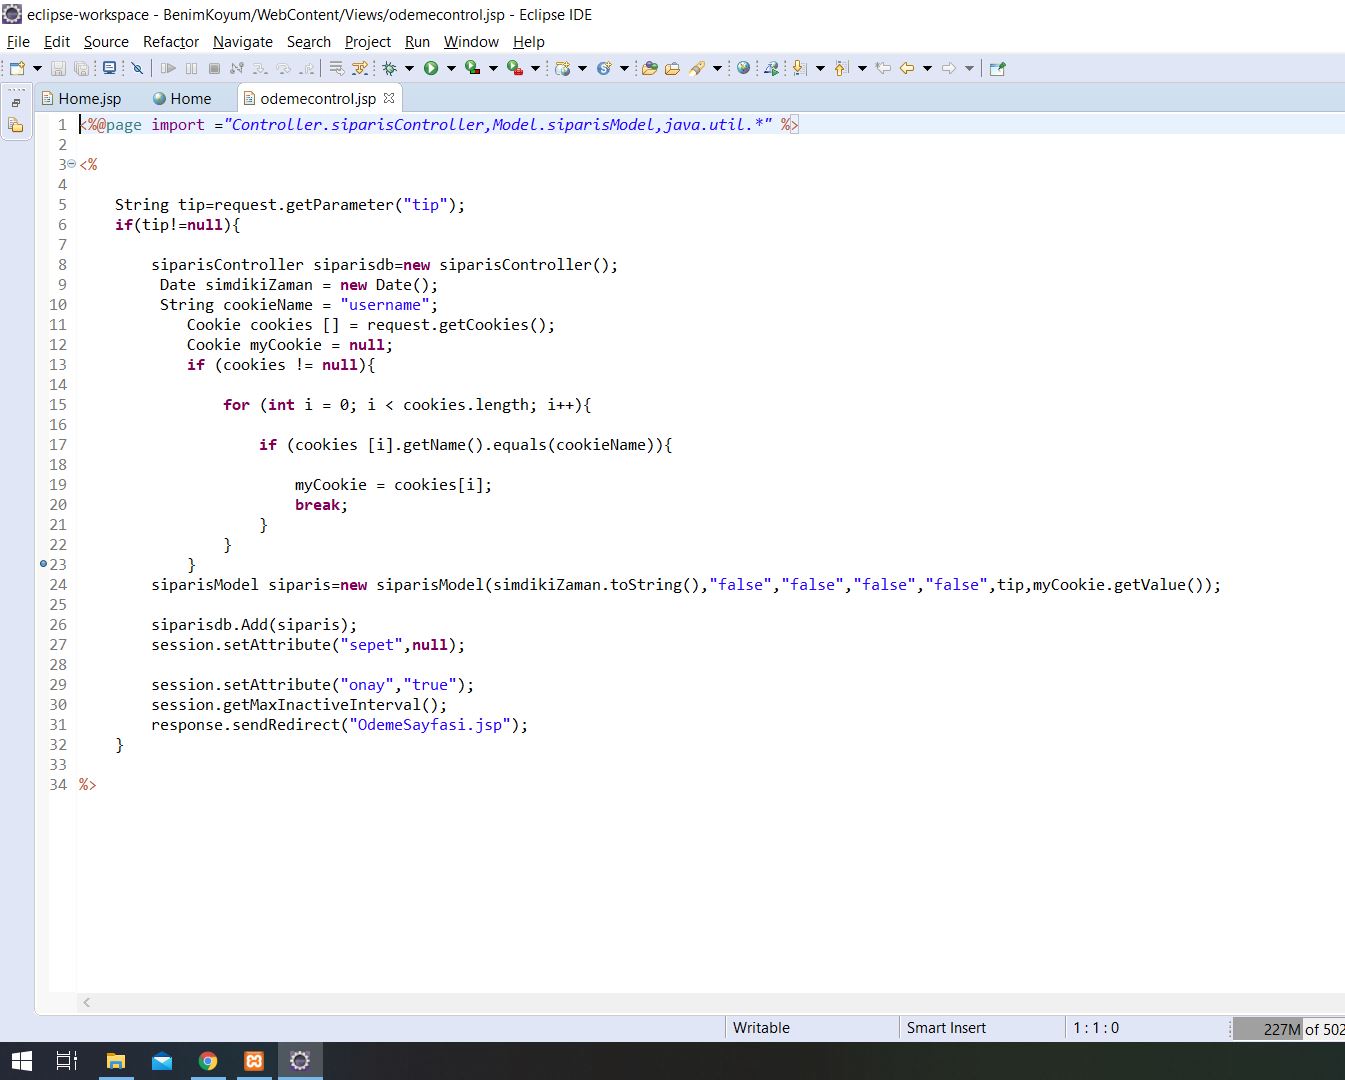 eclipse-workspace - BenimKoyum/WebContent/Views/odemecontrol.jsp - Eclipse IDE
File Edit Source Refactor Navigate Search Project Run Window Help
Home.jsp Home odemecontrol.jsp
1 <%@page import ="Controller.siparisController,Model.siparisModel,java.util.*" %>
2
3 <%
4
5 String tip=request.getParameter("tip");
6 if(tip!=null){
7
8 siparisController siparisdb=new siparisController();
9 Date simdikiZaman = new Date();
10 String cookieName = "username";
11 Cookie cookies [] = request.getCookies();
12 Cookie myCookie = null;
13 if (cookies != null){
14
15 for (int i = 0; i < cookies.length; i++){
16
17 if (cookies [i].getName().equals(cookieName)){
18
19 myCookie = cookies[i];
20 break;
21 }
22 }
23 }
24 siparisModel siparis=new siparisModel(simdikiZaman.toString(),"false","false","false","false",tip,myCookie.getValue());
25
26 siparisdb.Add(siparis);
27 session.setAttribute("sepet",null);
28
29 session.setAttribute("onay","true");
30 session.getMaxInactiveInterval();
31 response.sendRedirect("OdemeSayfasi.jsp");
32 }
33
34 %>
Writable Smart Insert 1 : 1 : 0 227M of 502